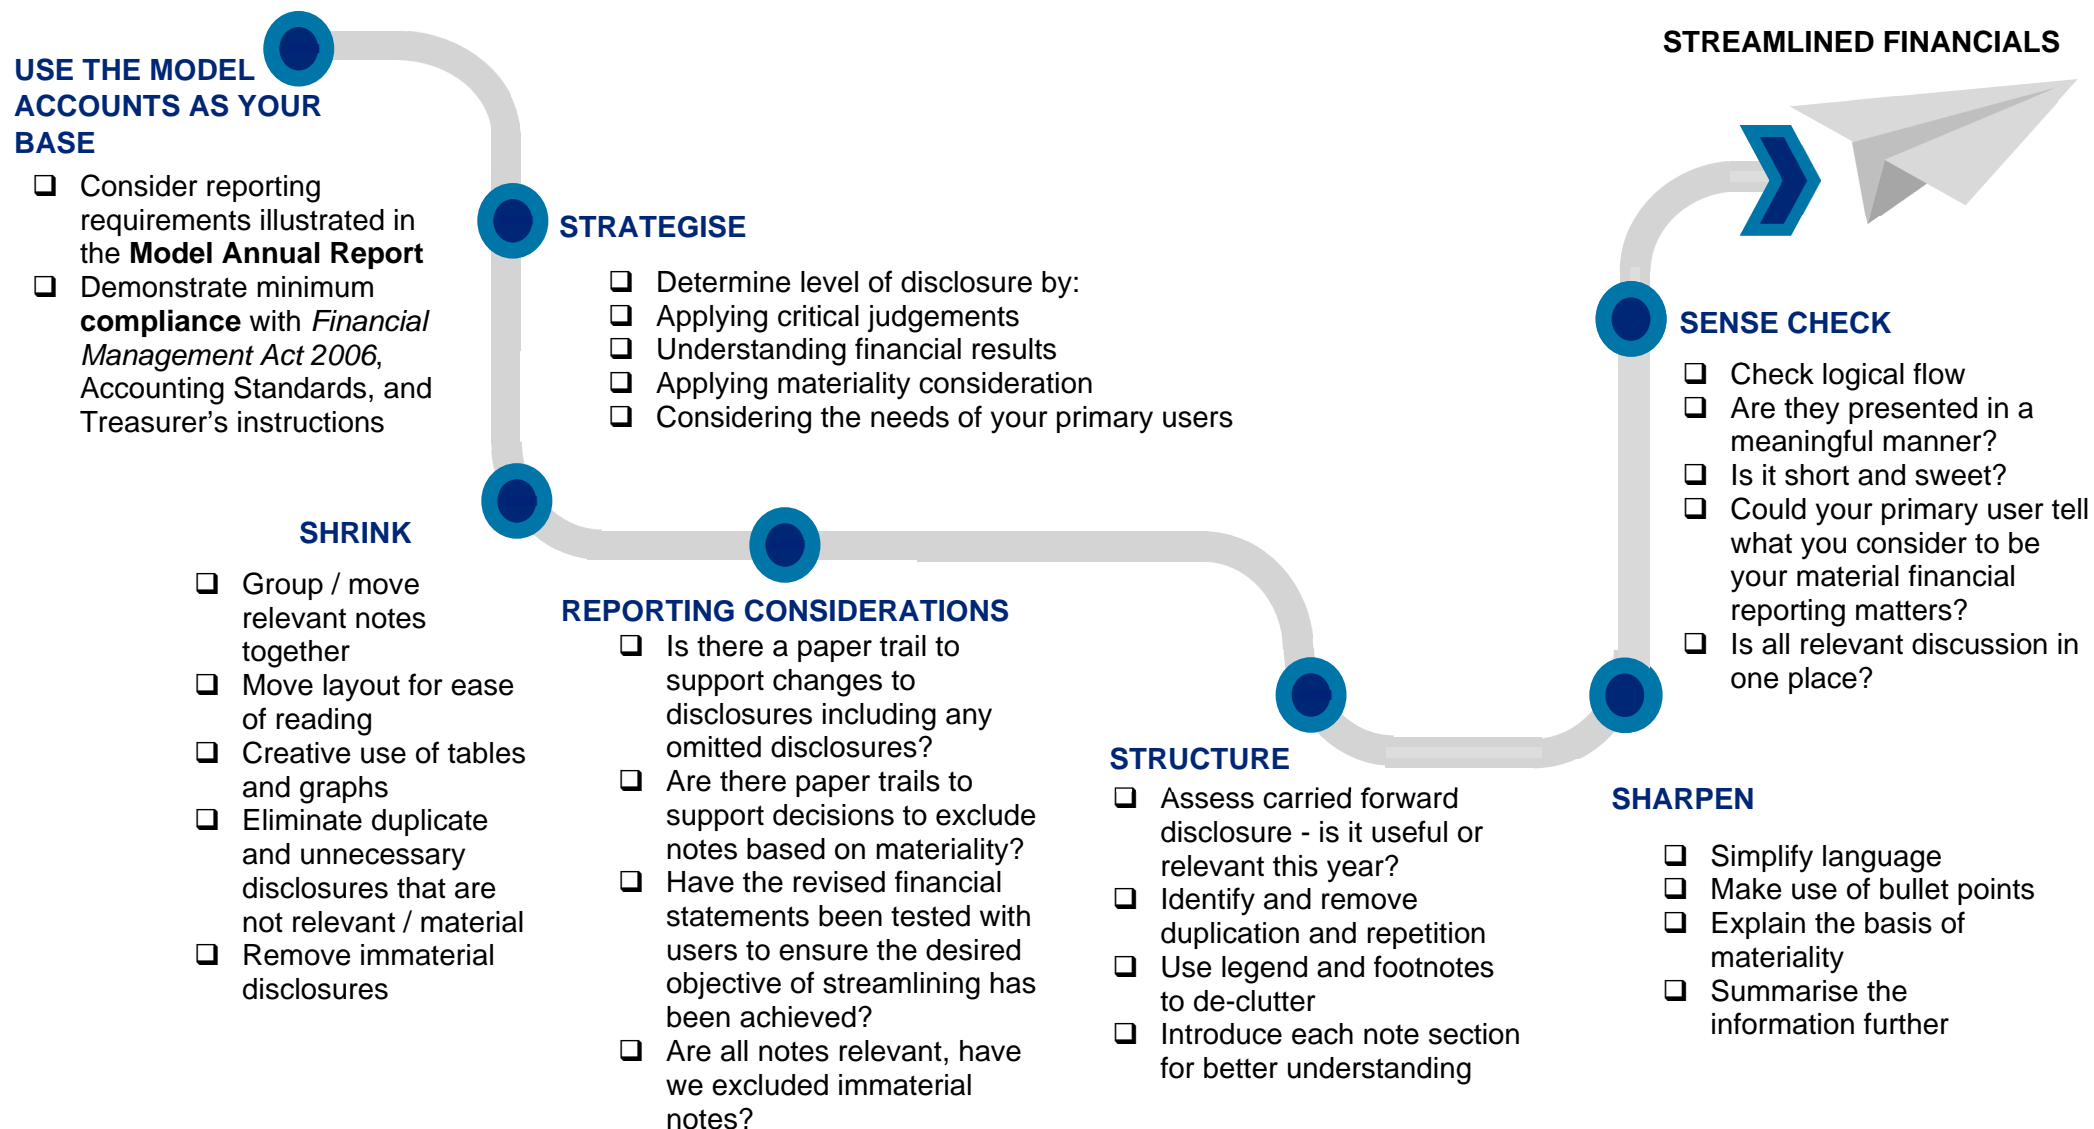 USE THE MODEL
ACCOUNTS AS YOUR
BASE
❑ Consider reporting
requirements illustrated in
the Model Annual Report
❑ Demonstrate minimum
compliance with Financial
Management Act 2006,
Accounting Standards, and
Treasurer’s instructions
STRATEGISE
❑ Determine level of disclosure by:
❑ Applying critical judgements
❑ Understanding financial results
❑ Applying materiality consideration
❑ Considering the needs of your primary users
SHRINK
❑ Group / move
relevant notes
together
❑ Move layout for ease
of reading
❑ Creative use of tables
and graphs
❑ Eliminate duplicate
and unnecessary
disclosures that are
not relevant / material
❑ Remove immaterial
disclosures
REPORTING CONSIDERATIONS
❑ Is there a paper trail to
support changes to
disclosures including any
omitted disclosures?
❑ Are there paper trails to
support decisions to exclude
notes based on materiality?
❑ Have the revised financial
statements been tested with
users to ensure the desired
objective of streamlining has
been achieved?
❑ Are all notes relevant, have
we excluded immaterial
notes?
STRUCTURE
❑ Assess carried forward
disclosure - is it useful or
relevant this year?
❑ Identify and remove
duplication and repetition
❑ Use legend and footnotes
to de-clutter
❑ Introduce each note section
for better understanding
SHARPEN
❑ Simplify language
❑ Make use of bullet points
❑ Explain the basis of
materiality
❑ Summarise the
information further
SENSE CHECK
❑ Check logical flow
❑ Are they presented in a
meaningful manner?
❑ Is it short and sweet?
❑ Could your primary user tell
what you consider to be
your material financial
reporting matters?
❑ Is all relevant discussion in
one place?
STREAMLINED FINANCIALS